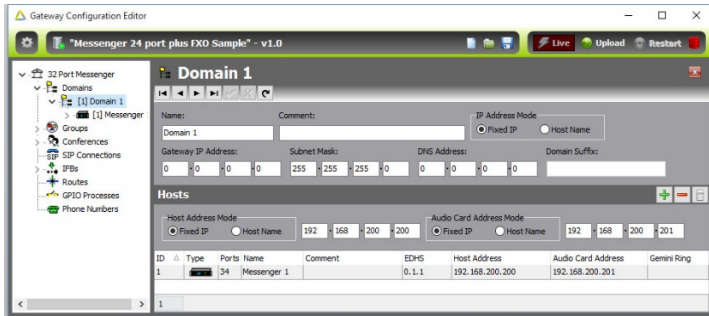 Gateway Configuration Editor
"Messenger 24 port plus FXO Sample" - v1.0
Live Upload Restart
32 Port Messenger
Domains
[1] Domain 1
[1] Messenger
Groups
Conferences
SIP SIP Connections
IFBs
Routes
GPIO Processes
Phone Numbers
Domain 1
Name: Comment: IP Address Mode
Domain 1 Fixed IP Host Name
Gateway IP Address: Subnet Mask: DNS Address: Domain Suffix:
0 . 0 . 0 . 0 255 . 255 . 255 . 0 0 . 0 . 0 . 0
Hosts
Host Address Mode Audio Card Address Mode
Fixed IP Host Name 192 . 168 . 200 . 200 Fixed IP Host Name 192 . 168 . 200 . 201
ID Type Ports Name Comment EDHS Host Address Audio Card Address Gemini Ring
1 34 Messenger 1 0.1.1 192.168.200.200 192.168.200.201
1